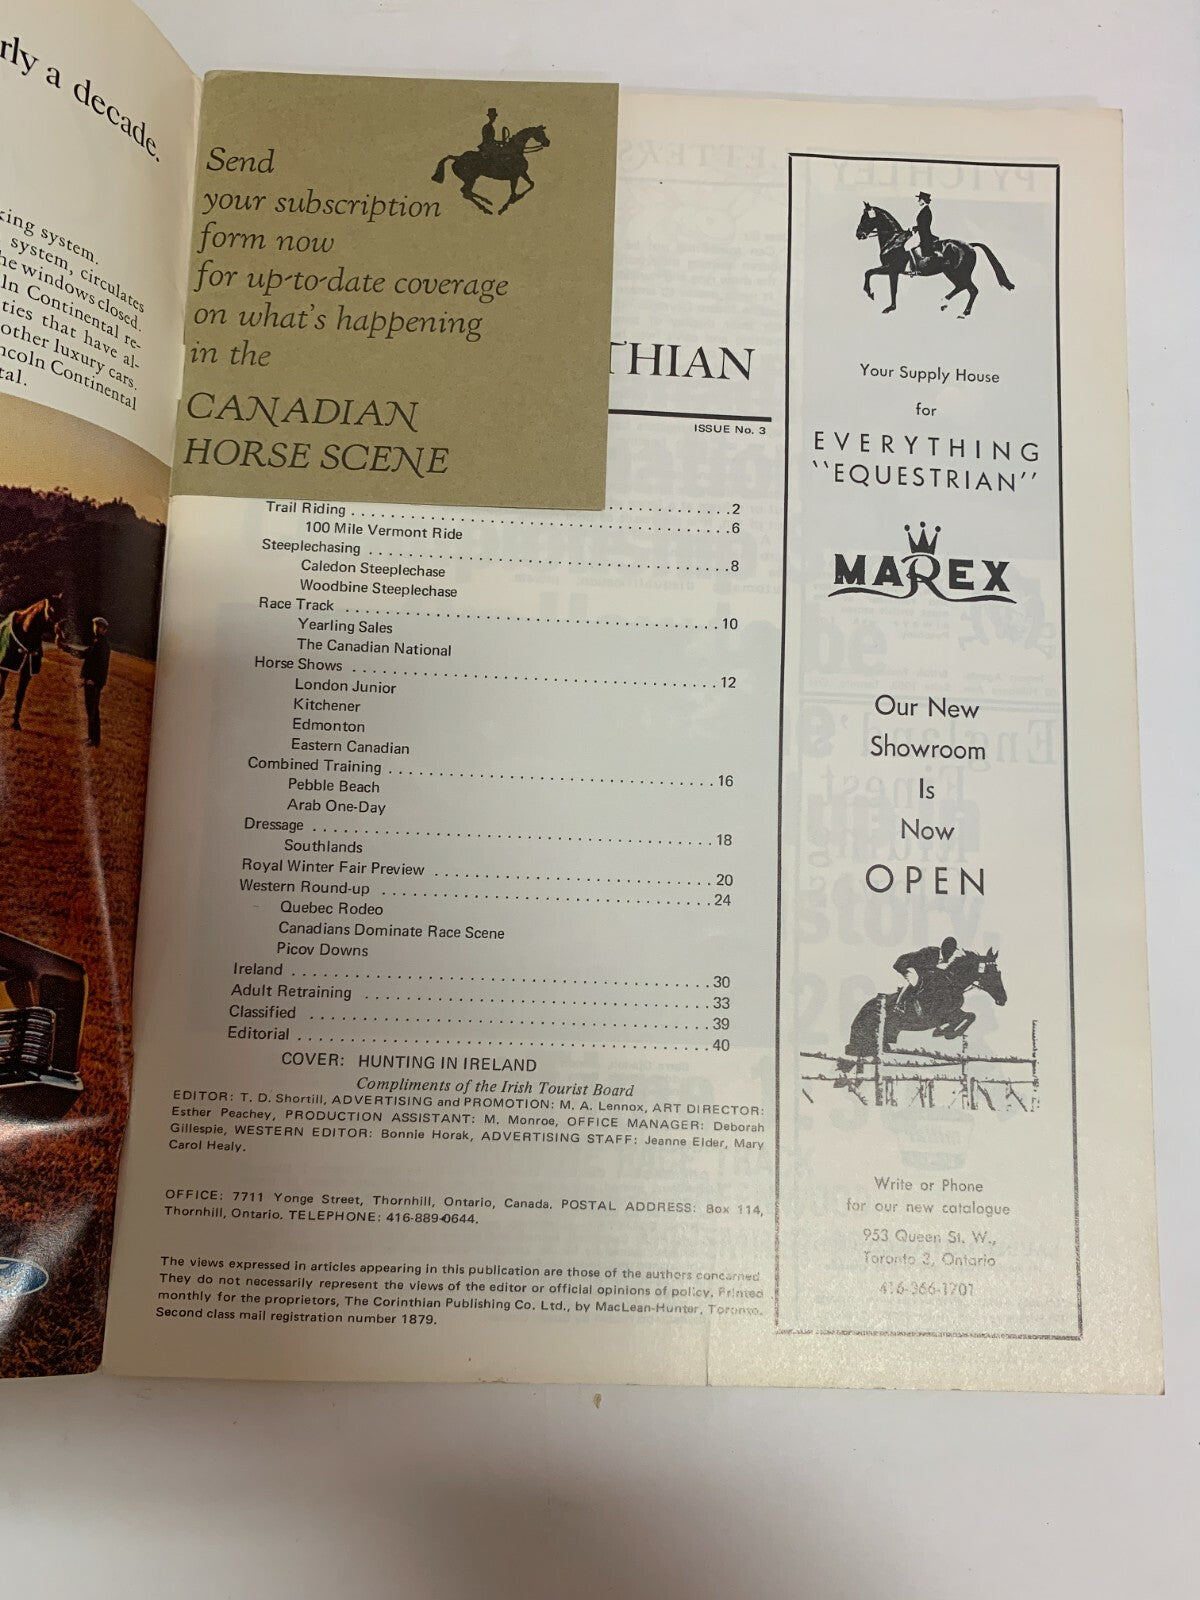 rly a decade.
king system.
system, circulates
he windows closed.
ln Continental re-
ties that have al-
other luxury cars.
ncoln Continental
tal.
Send
your subscription
form now
for up-to-date coverage
on what's happening
in the
CANADIAN
HORSE SCENE
THIAN
ISSUE No. 3
..............2
Trail Riding ..............6
100 Mile Vermont Ride
Steeplechasing ..............8
Caledon Steeplechase
Woodbine Steeplechase
Race Track ..............10
Yearling Sales
The Canadian National
Horse Shows ..............12
London Junior
Kitchener
Edmonton
Eastern Canadian
Combined Training ..............16
Pebble Beach
Arab One-Day
Dressage ..............18
Southlands
Royal Winter Fair Preview ..............20
Western Round-up ..............24
Quebec Rodeo
Canadians Dominate Race Scene
Picov Downs
Ireland ..............30
Adult Retraining ..............33
Classified ..............39
Editorial ..............40
COVER: HUNTING IN IRELAND
Compliments of the Irish Tourist Board
EDITOR: T. D. Shortill, ADVERTISING and PROMOTION: M. A. Lennox, ART DIRECTOR:
Esther Peachey, PRODUCTION ASSISTANT: M. Monroe, OFFICE MANAGER: Deborah
Gillespie, WESTERN EDITOR: Bonnie Horak, ADVERTISING STAFF: Jeanne Elder, Mary
Carol Healy.
OFFICE: 7711 Yonge Street, Thornhill, Ontario, Canada. POSTAL ADDRESS: Box 114,
Thornhill, Ontario. TELEPHONE: 416-889-0644.
The views expressed in articles appearing in this publication are those of the authors concerned.
They do not necessarily represent the views of the editor or official opinions of policy. Printed
monthly for the proprietors, The Corinthian Publishing Co. Ltd., by MacLean-Hunter, Toronto.
Second class mail registration number 1879.
Your Supply House
for
EVERYTHING
"EQUESTRIAN"
MAREX
Our New
Showroom
Is
Now
OPEN
Write or Phone
for our new catalogue
953 Queen St. W.,
Toronto 3, Ontario
416-366-1701